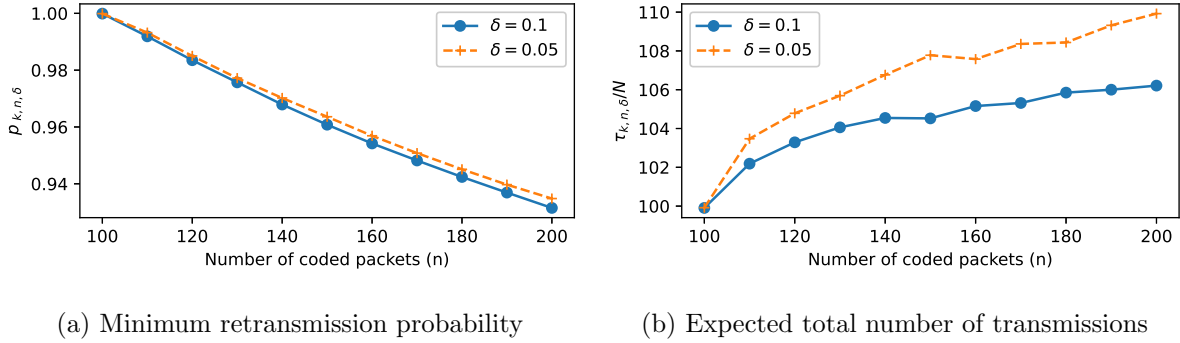 1.00
0.98
0.96
0.94
p k, n, δ
100
120
140
160
180
200
Number of coded packets (n)
δ = 0.1
δ = 0.05
(a) Minimum retransmission probability
110
108
106
104
102
100
τk, n, δ/N
100
120
140
160
180
200
Number of coded packets (n)
δ = 0.1
δ = 0.05
(b) Expected total number of transmissions